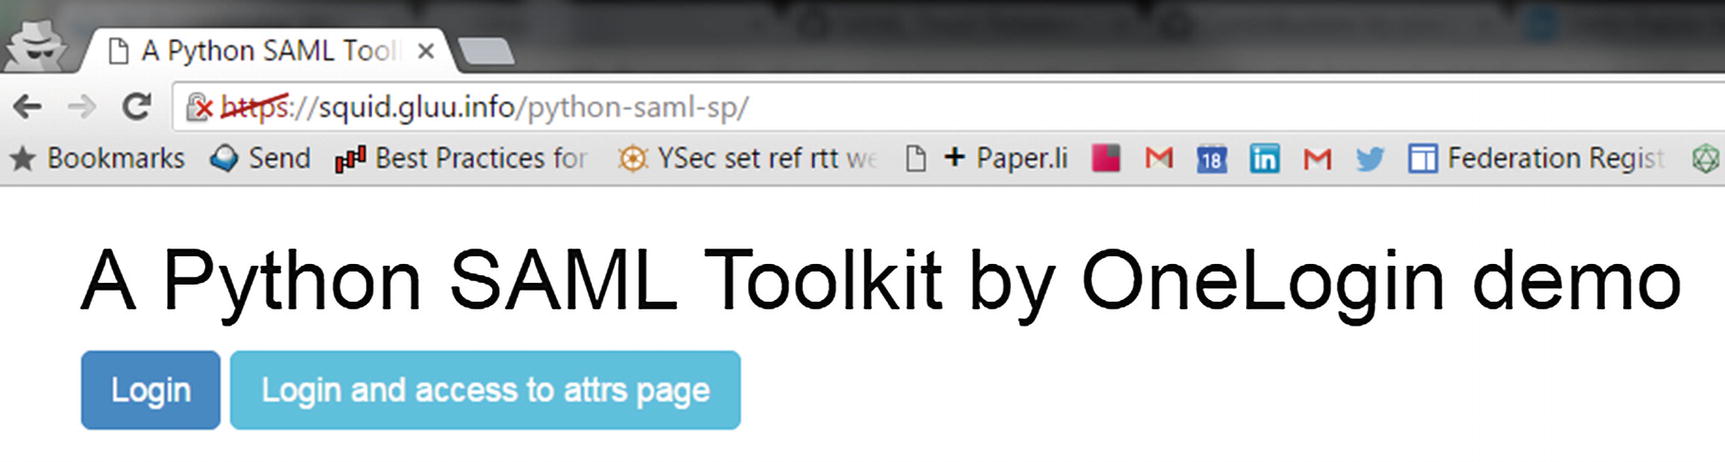 A Python SAML Tool
https://squid.gluu.info/python-saml-sp/
Bookmarks Send Best Practices for YSec set ref rtt we + Paper.li 18 in Federation Regist
A Python SAML Toolkit by OneLogin demo
Login Login and access to attrs page